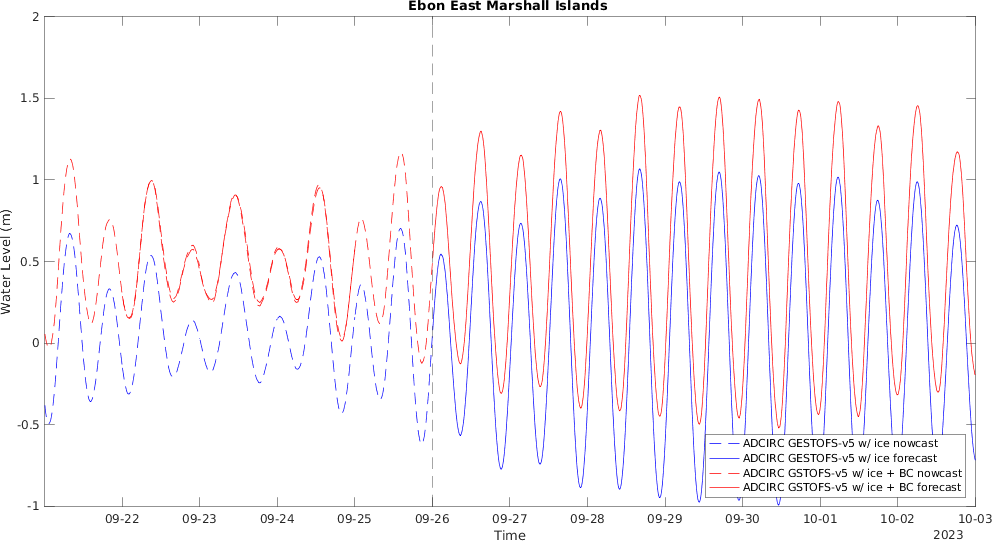 Ebon East Marshall Islands
2
1.5
1
0.5
0
-0.5
-1
Water Level (m)
ADCIRC GESTOFS-v5 w/ ice nowcast
ADCIRC GESTOFS-v5 w/ ice forecast
ADCIRC GSTOFS-v5 w/ ice + BC nowcast
ADCIRC GSTOFS-v5 w/ ice + BC forecast
09-22 09-23 09-24 09-25 09-26 09-27 09-28 09-29 09-30 10-01 10-02 10-03
Time
2023